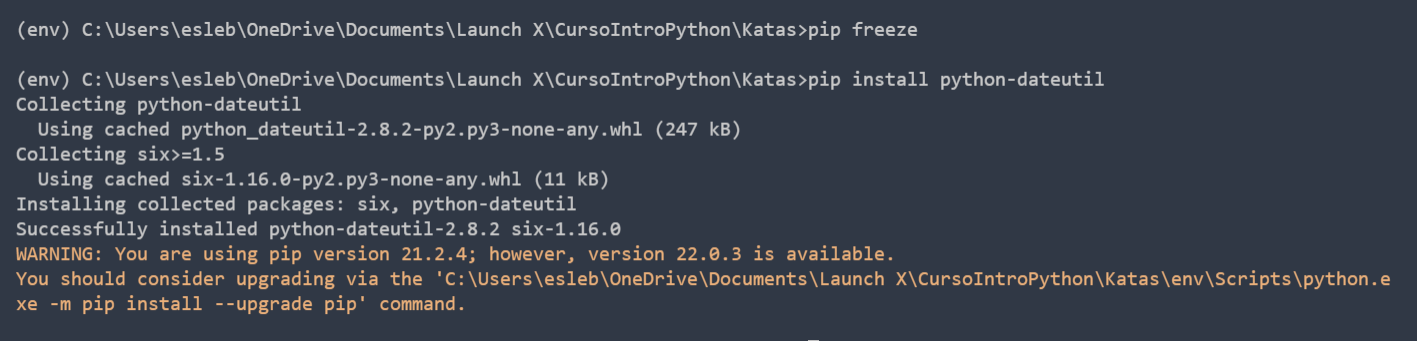 (env) C:\Users\esleb\OneDrive\Documents\Launch X\CursoIntroPython\Katas>pip freeze
(env) C:\Users\esleb\OneDrive\Documents\Launch X\CursoIntroPython\Katas>pip install python-dateutil
Collecting python-dateutil
  Using cached python_dateutil-2.8.2-py2.py3-none-any.whl (247 kB)
Collecting six>=1.5
  Using cached six-1.16.0-py2.py3-none-any.whl (11 kB)
Installing collected packages: six, python-dateutil
Successfully installed python-dateutil-2.8.2 six-1.16.0
WARNING: You are using pip version 21.2.4; however, version 22.0.3 is available.
You should consider upgrading via the 'C:\Users\esleb\OneDrive\Documents\Launch X\CursoIntroPython\Katas\env\Scripts\python.e
xe -m pip install --upgrade pip' command.